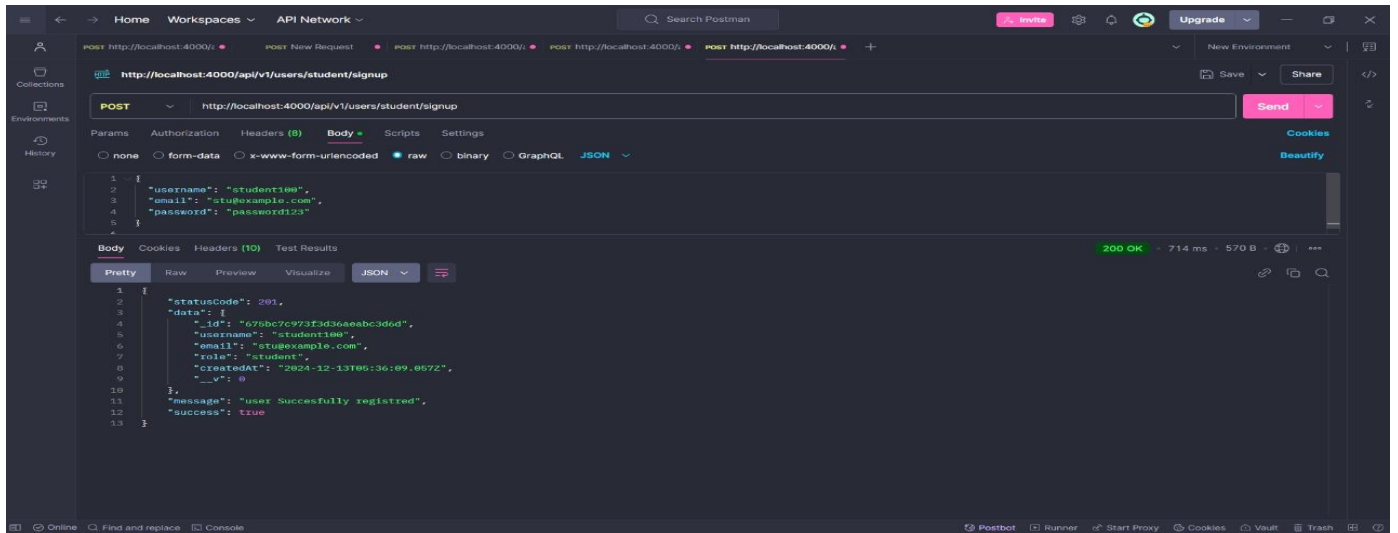 Home Workspaces API Network Search Postman Invite Upgrade
POST http://localhost:4000/ POST New Request POST http://localhost:4000/ POST http://localhost:4000/ POST http://localhost:4000/ + New Environment
http://localhost:4000/api/v1/users/student/signup Save Share
Collections
POST http://localhost:4000/api/v1/users/student/signup Send
Environments
Params Authorization Headers (8) Body Scripts Settings Cookies
History
none form-data x-www-form-urlencoded raw binary GraphQL JSON Beautify
1 {
2 "username": "student100",
3 "email": "stu@example.com",
4 "password": "password123"
5 }
Body Cookies Headers (10) Test Results 200 OK 714 ms 570 B
Pretty Raw Preview Visualize JSON
1 {
2 "statusCode": 201,
3 "data": {
4 "_id": "675bc7c973f3d36aeabc3d6d",
5 "username": "student100",
6 "email": "stu@example.com",
7 "role": "student",
8 "createdAt": "2024-12-13T05:36:09.057Z",
9 "__v": 0
10 },
11 "message": "user Succesfully registred",
12 "success": true
13 }
Online Find and replace Console Postbot Runner Start Proxy Cookies Vault Trash